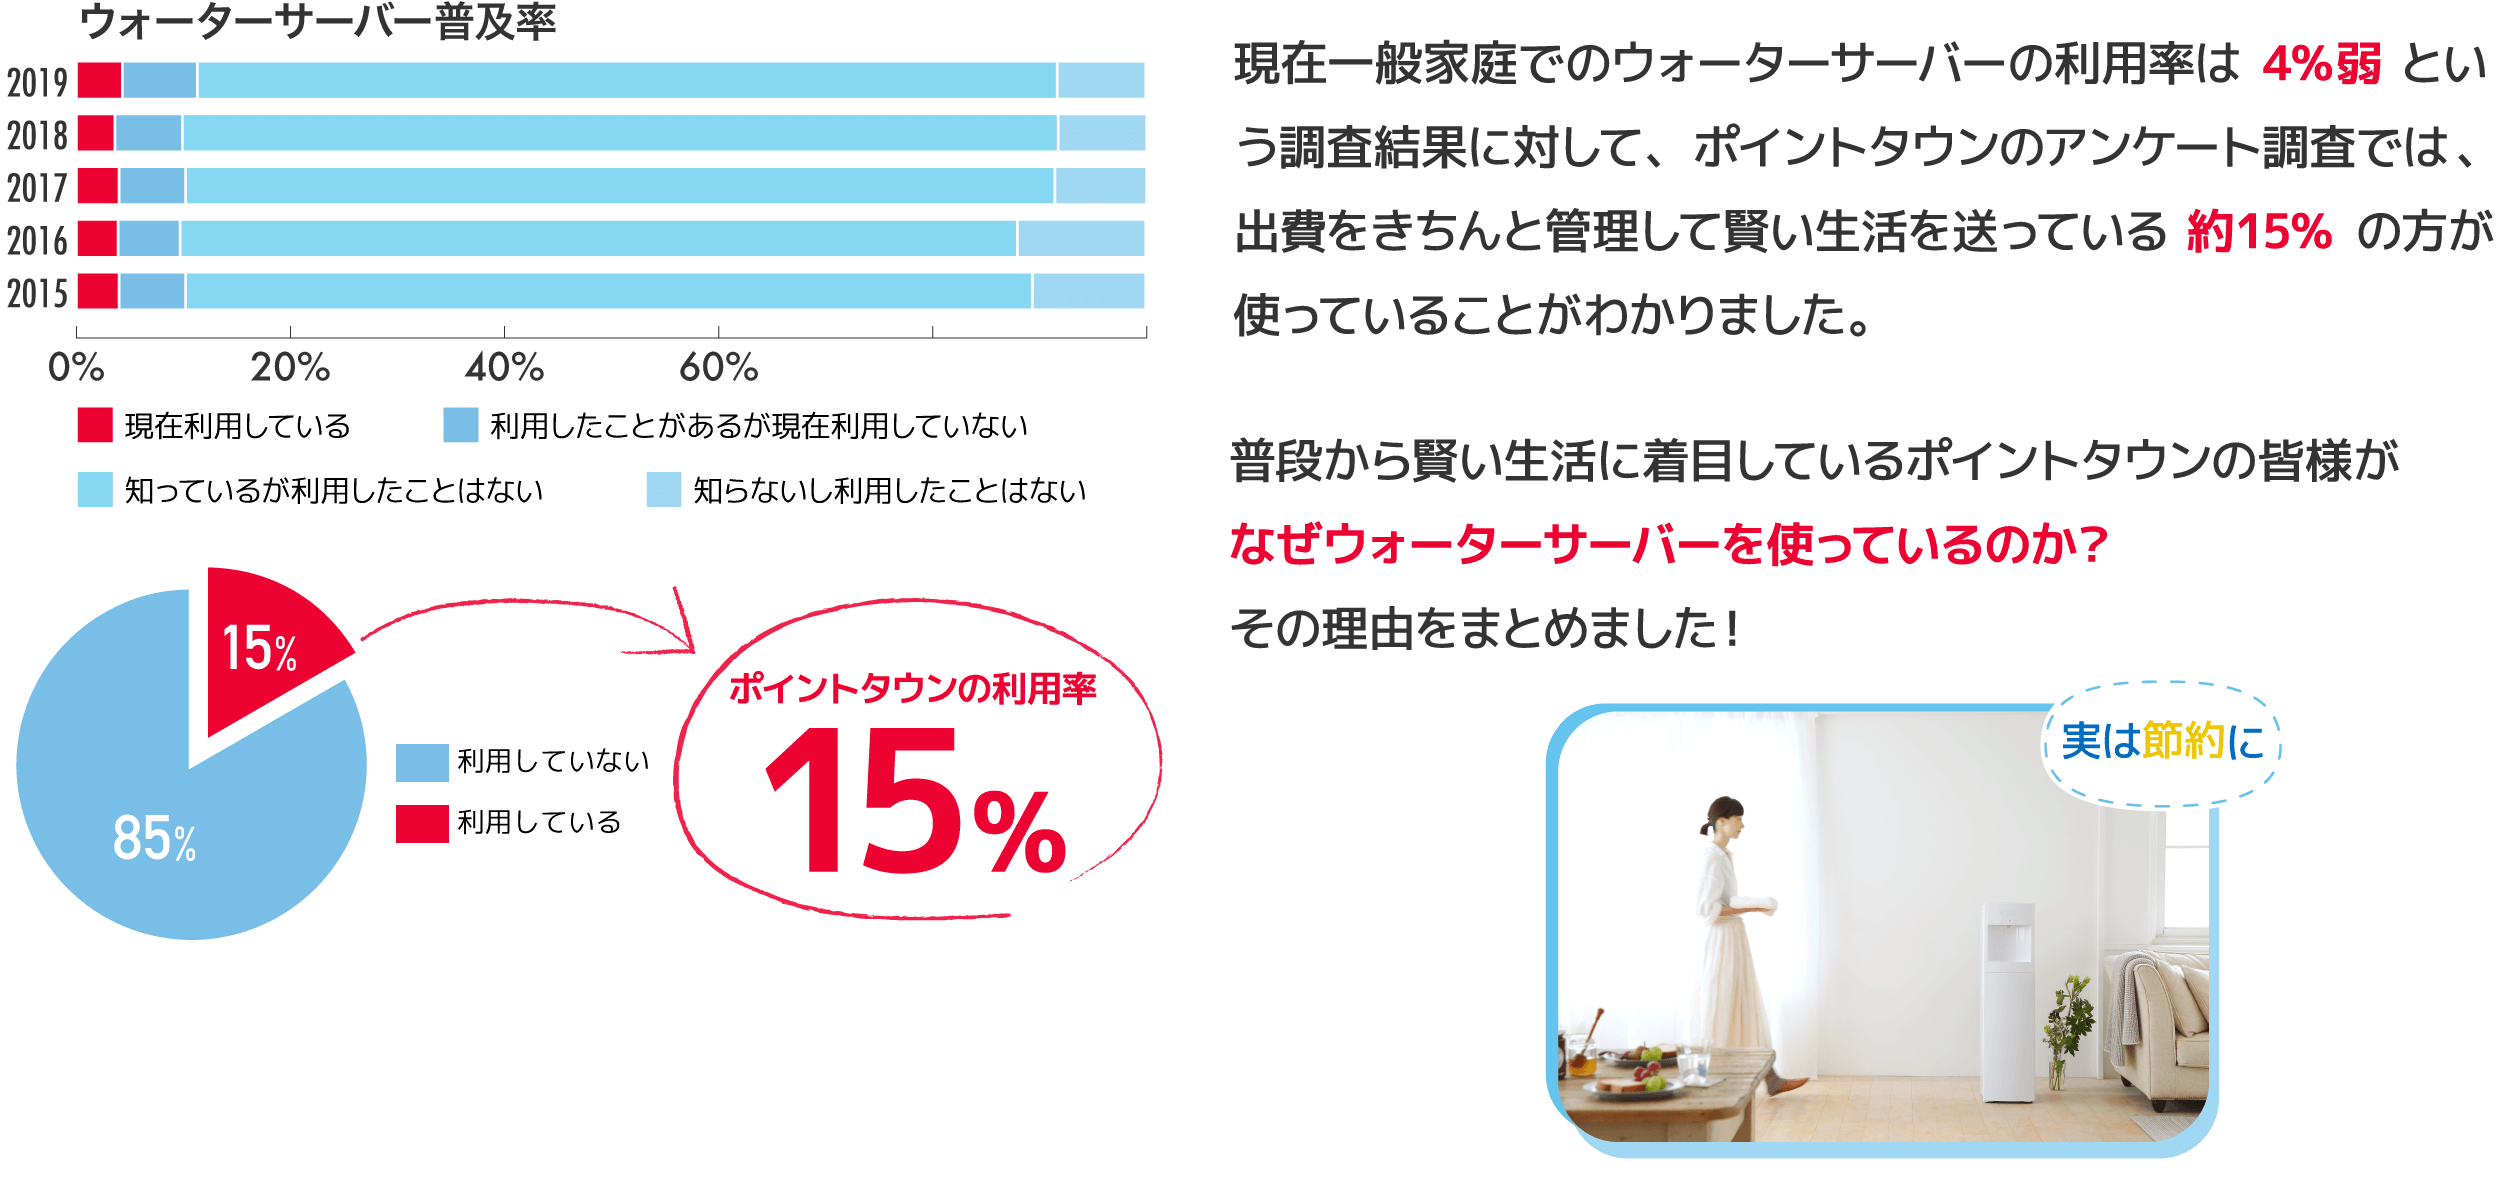 ウォーターサーバー普及率
2019
2018
2017
2016
2015
0%
20%
40%
60%
現在利用している
利用したことがあるが現在利用していない
知っているが利用したことはない
知らないし利用したことはない
15%
85%
利用していない
利用している
ポイントタウンの利用率
15%
現在一般家庭でのウォーターサーバーの利用率は 4%弱 とい
う調査結果に対して、ポイントタウンのアンケート調査では、
出費をきちんと管理して賢い生活を送っている 約15% の方が
使っていることがわかりました。
普段から賢い生活に着目しているポイントタウンの皆様が
なぜウォーターサーバーを使っているのか?
その理由をまとめました!
実は節約に